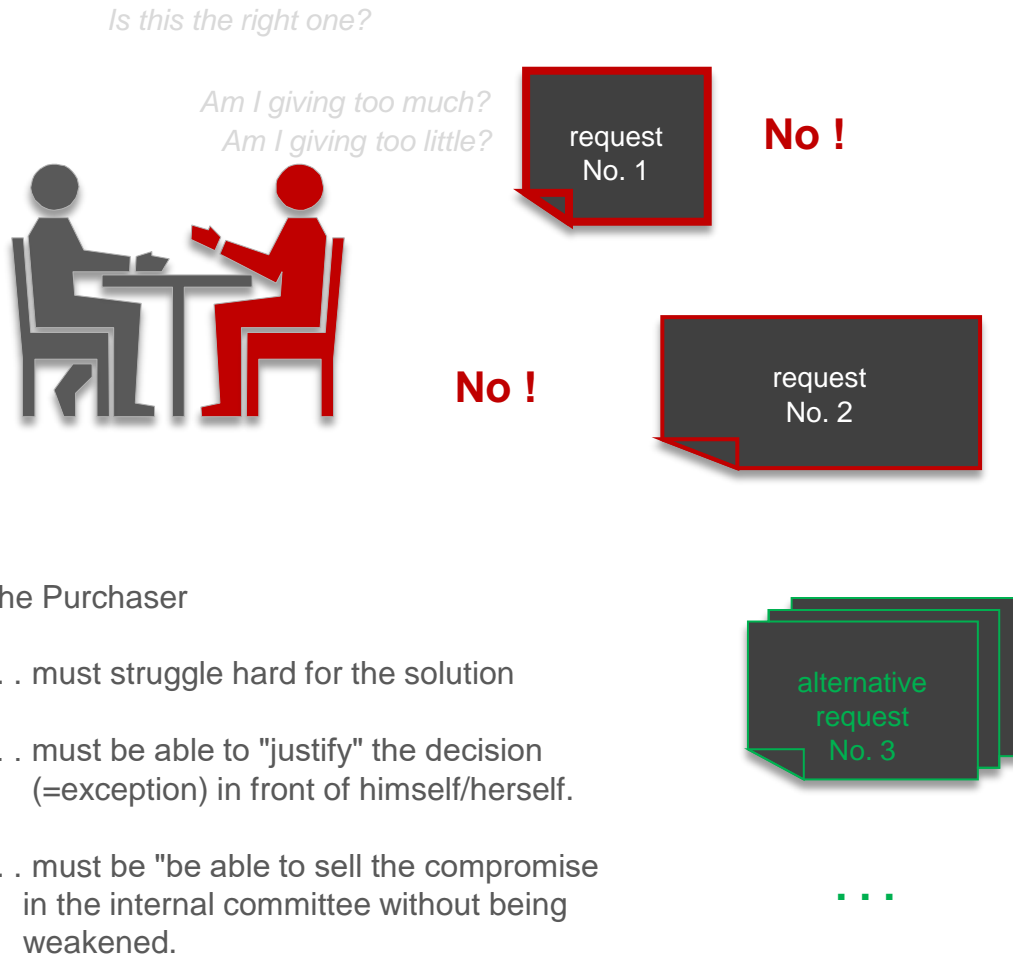 Is this the right one?
Am I giving too much?
Am I giving too little?
request
No. 1
No !
No !
request
No. 2
he Purchaser
. . must struggle hard for the solution
. . must be able to "justify" the decision
(=exception) in front of himself/herself.
. . must be "be able to sell the compromise
in the internal committee without being
weakened.
alternative
request
No. 3
. . .